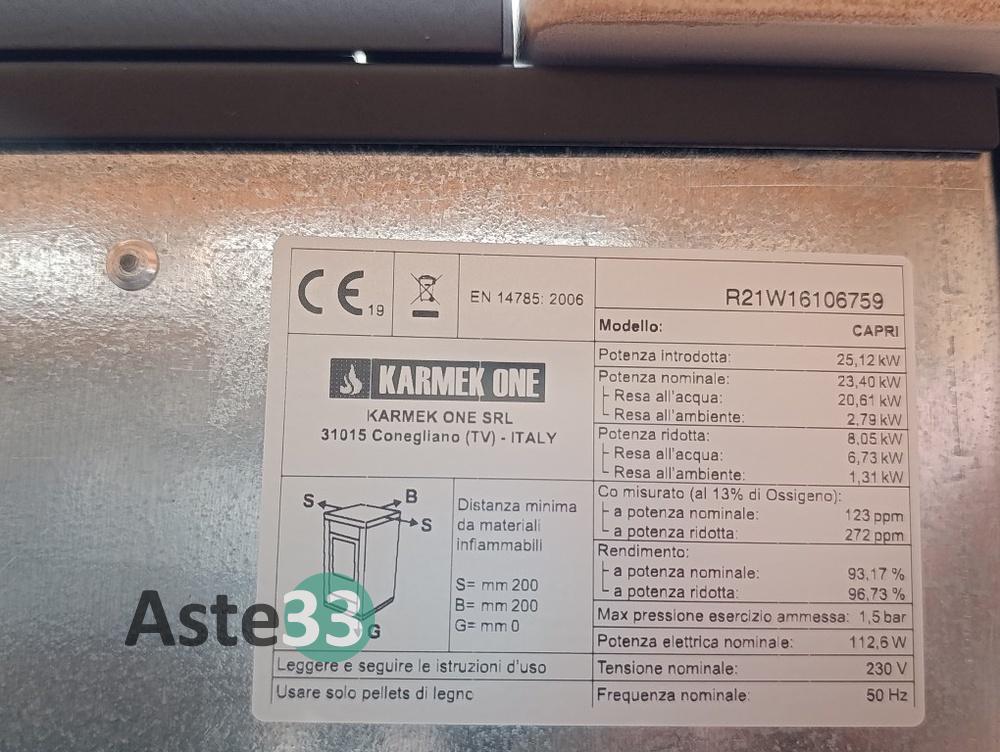 CE 19
EN 14785: 2006
R21W16106759
Modello: CAPRI
KARMEK ONE
KARMEK ONE SRL
31015 Conegliano (TV) - ITALY
Potenza introdotta: 25,12 kW
Potenza nominale: 23,40 kW
Resa all'acqua: 20,61 kW
Resa all'ambiente: 2,79 kW
Potenza ridotta: 8,05 kW
Resa all'acqua: 6,73 kW
Resa all'ambiente: 1,31 kW
Co misurato (al 13% di Ossigeno):
a potenza nominale: 123 ppm
a potenza ridotta: 272 ppm
Rendimento:
a potenza nominale: 93,17 %
a potenza ridotta: 96,73 %
Max pressione esercizio ammessa: 1,5 bar
Potenza elettrica nominale: 112,6 W
Tensione nominale: 230 V
Frequenza nominale: 50 Hz
S
B
S
G
Distanza minima
da materiali
infiammabili
S= mm 200
B= mm 200
G= mm 0
Leggere e seguire le istruzioni d'uso
Usare solo pellets di legno
Aste33